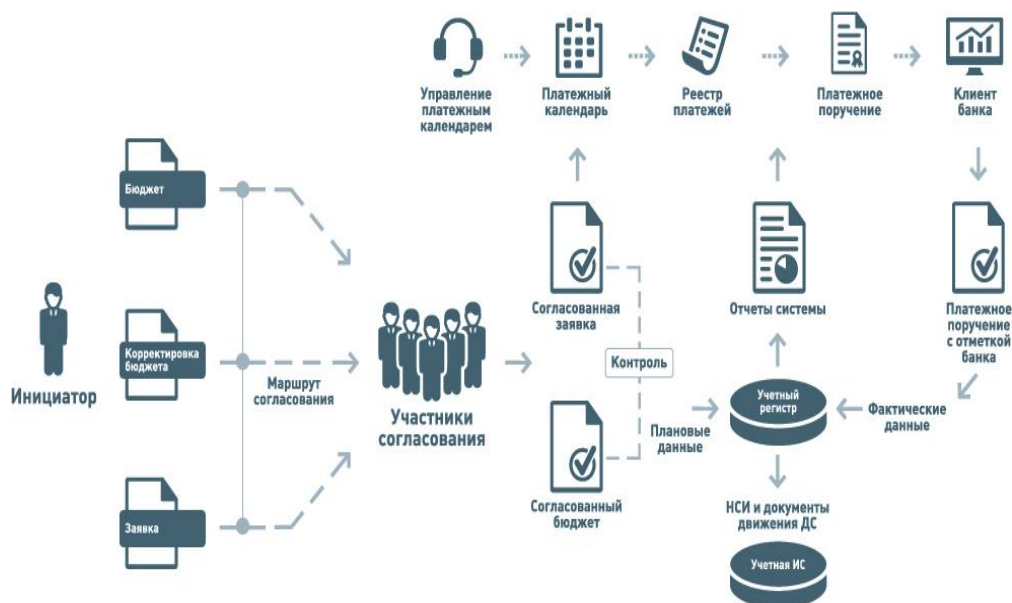 Управление
платежным
календарем
Платежный
календарь
Реестр
платежей
Платежное
поручение
Клиент
банка
Бюджет
Согласованная
заявка
Отчеты системы
Платежное
поручение
с отметкой
банка
Инициатор
Корректировка
бюджета
Маршрут
согласования
Участники
согласования
Контроль
Плановые
данные
Учетный
регистр
Фактические
данные
Заявка
Согласованный
бюджет
НСИ и документы
движения ДС
Учетная ИС